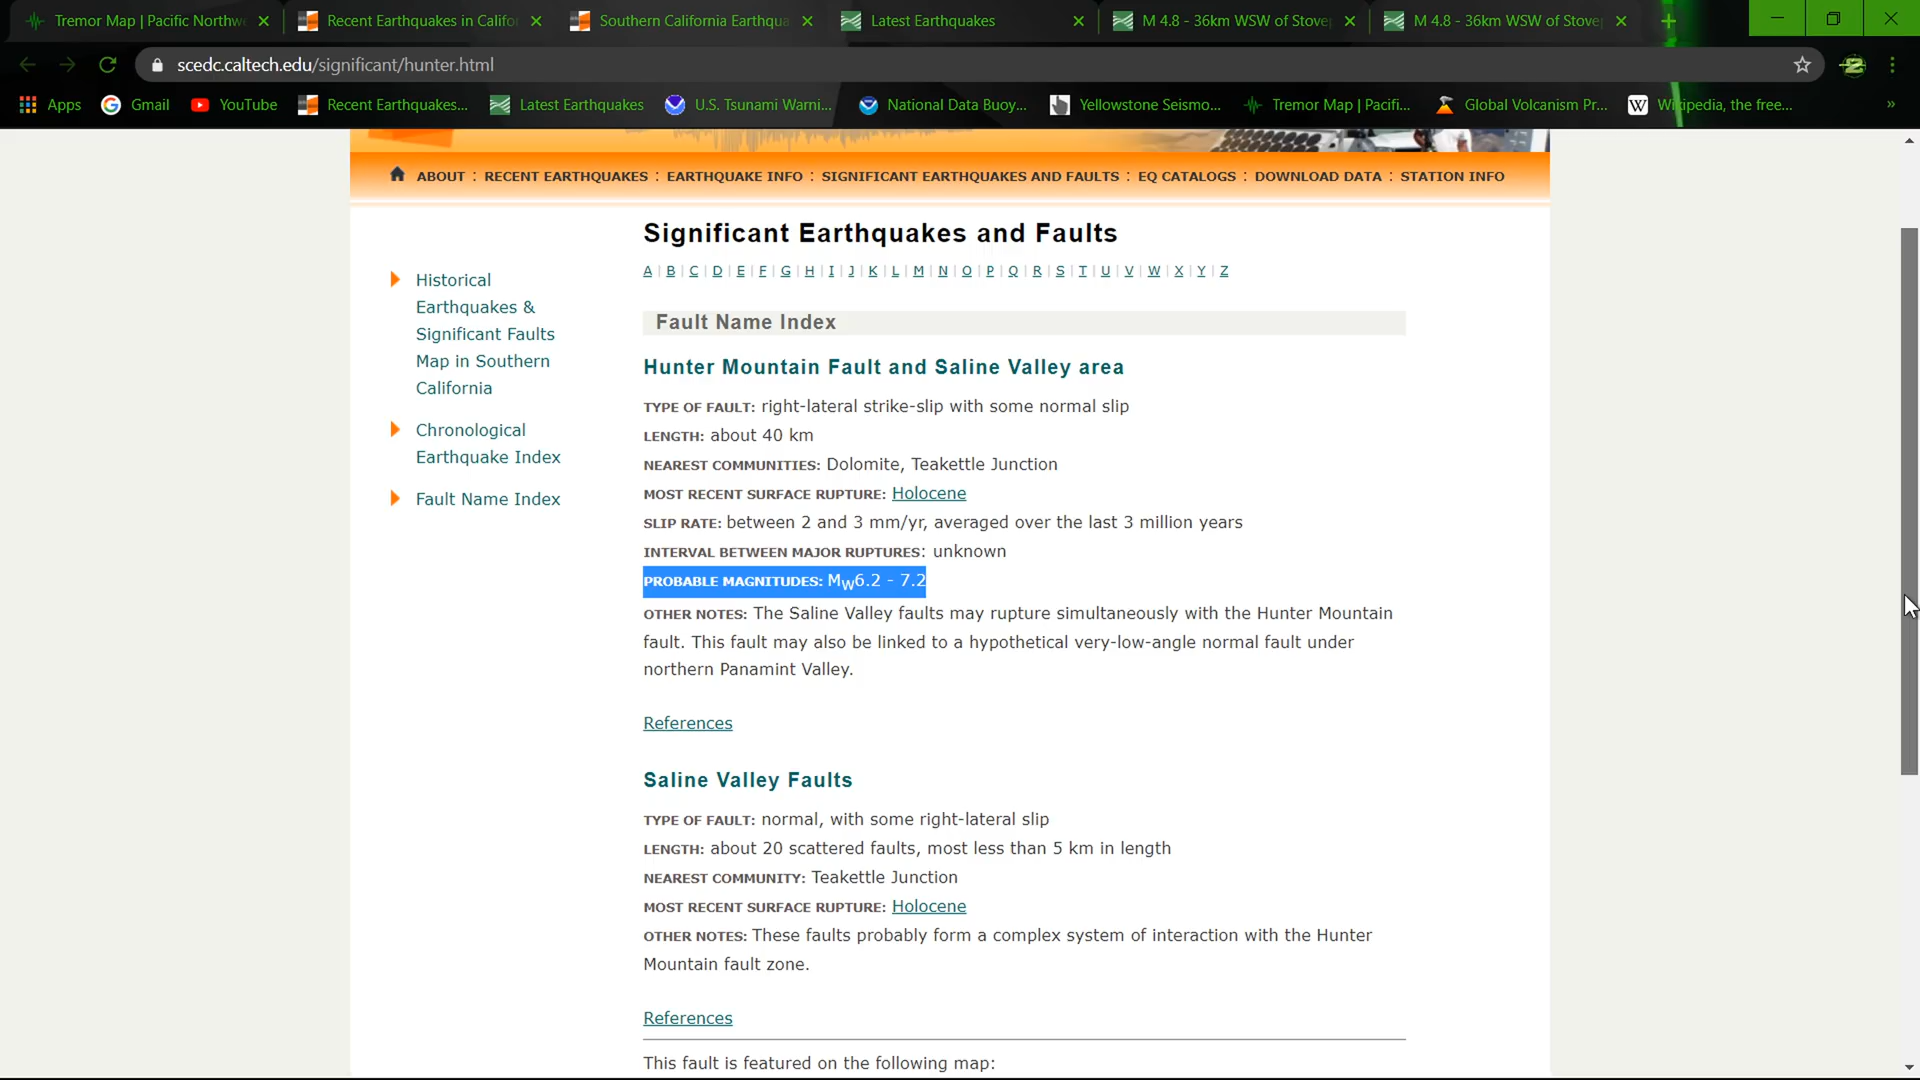 Tremor Map | Pacific Northwe
Recent Earthquakes in Califo
Southern California Earthqua
Latest Earthquakes
M 4.8 - 36km WSW of Stovep
M 4.8 - 36km WSW of Stovep
scedc.caltech.edu/significant/hunter.html
Apps
Gmail
YouTube
Recent Earthquakes...
Latest Earthquakes
U.S. Tsunami Warni...
National Data Buoy...
Yellowstone Seismo...
Tremor Map | Pacifi...
Global Volcanism Pr...
Wikipedia, the free...
»
ABOUT : RECENT EARTHQUAKES : EARTHQUAKE INFO : SIGNIFICANT EARTHQUAKES AND FAULTS : EQ CATALOGS : DOWNLOAD DATA : STATION INFO
Historical
Earthquakes &
Significant Faults
Map in Southern
California
Chronological
Earthquake Index
Fault Name Index
Significant Earthquakes and Faults
A | B | C | D | E | F | G | H | I | J | K | L | M | N | O | P | Q | R | S | T | U | V | W | X | Y | Z
Fault Name Index
Hunter Mountain Fault and Saline Valley area
TYPE OF FAULT: right-lateral strike-slip with some normal slip
LENGTH: about 40 km
NEAREST COMMUNITIES: Dolomite, Teakettle Junction
MOST RECENT SURFACE RUPTURE: Holocene
SLIP RATE: between 2 and 3 mm/yr, averaged over the last 3 million years
INTERVAL BETWEEN MAJOR RUPTURES: unknown
PROBABLE MAGNITUDES: MW6.2 - 7.2
OTHER NOTES: The Saline Valley faults may rupture simultaneously with the Hunter Mountain
fault. This fault may also be linked to a hypothetical very-low-angle normal fault under
northern Panamint Valley.
References
Saline Valley Faults
TYPE OF FAULT: normal, with some right-lateral slip
LENGTH: about 20 scattered faults, most less than 5 km in length
NEAREST COMMUNITY: Teakettle Junction
MOST RECENT SURFACE RUPTURE: Holocene
OTHER NOTES: These faults probably form a complex system of interaction with the Hunter
Mountain fault zone.
References
This fault is featured on the following map: